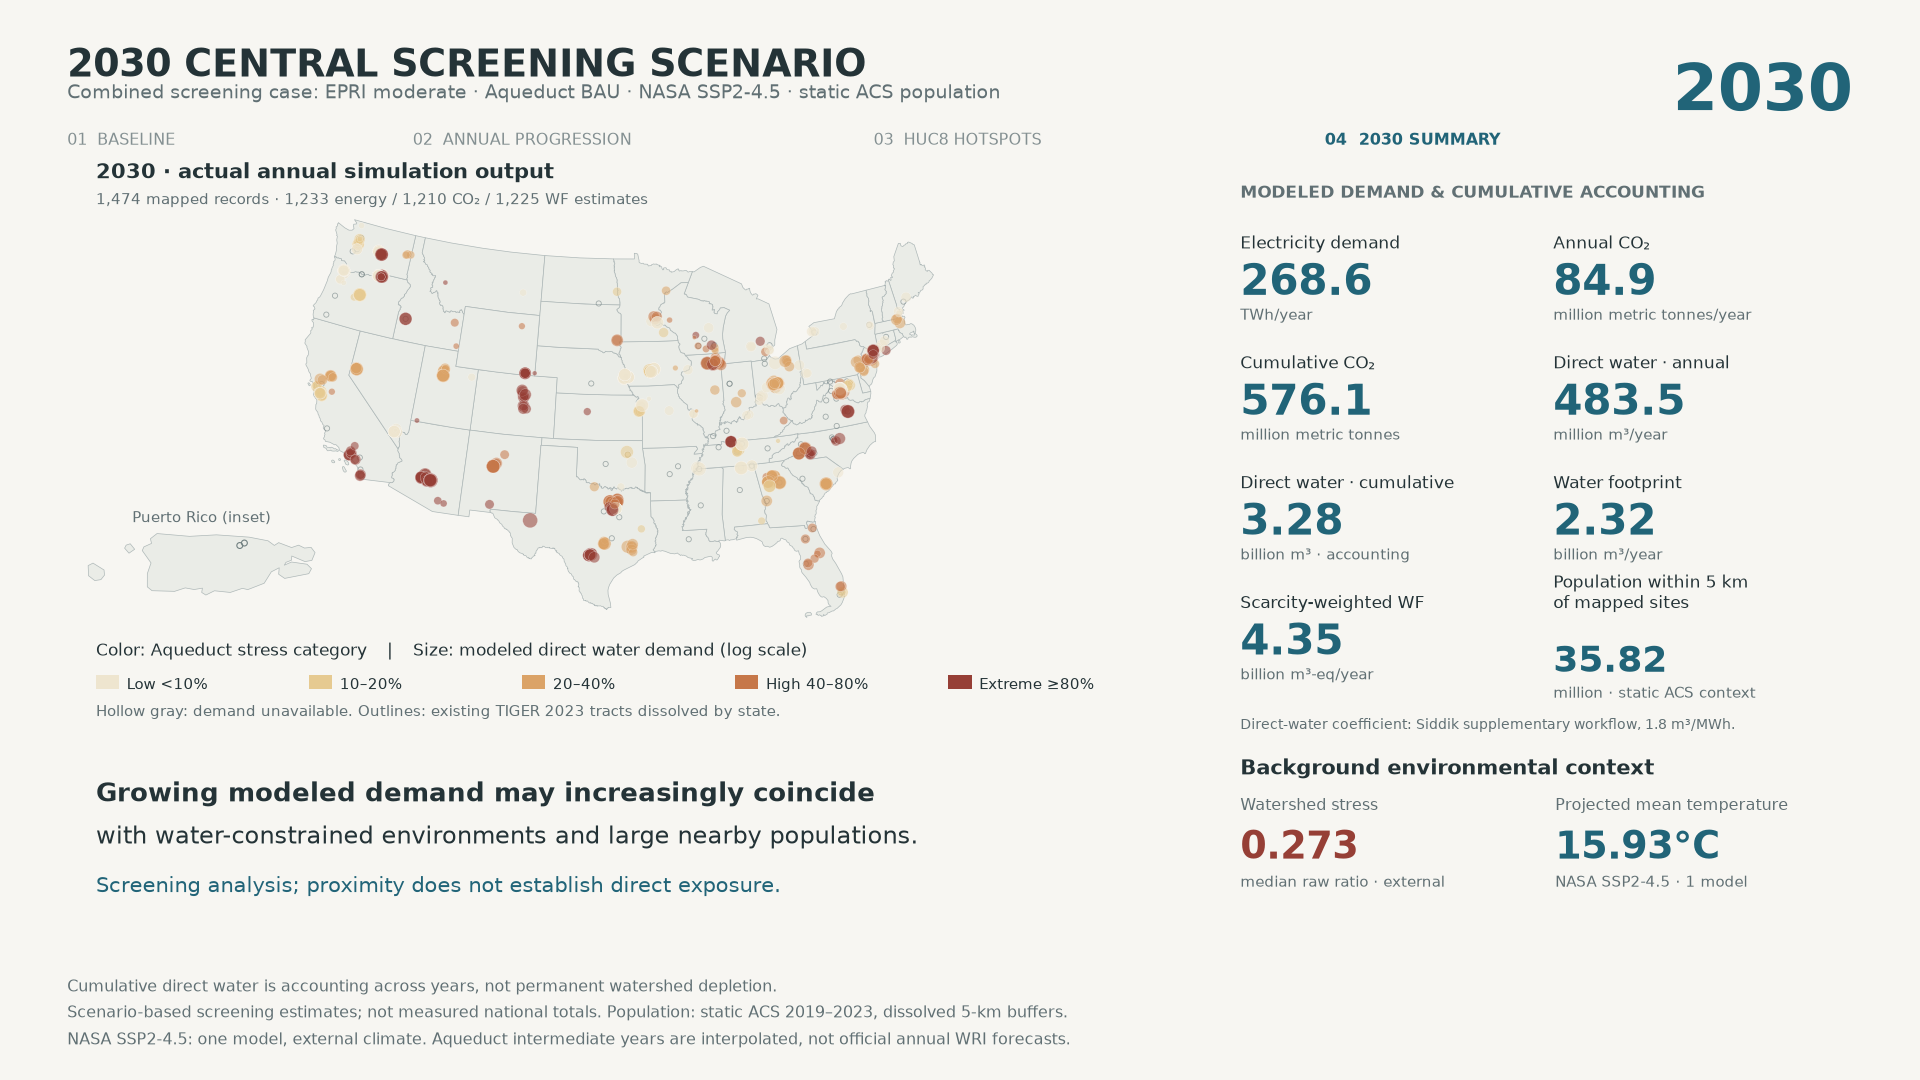 2030 CENTRAL SCREENING SCENARIO
Combined screening case: EPRI moderate · Aqueduct BAU · NASA SSP2-4.5 · static ACS population
2030
01 BASELINE
02 ANNUAL PROGRESSION
03 HUC8 HOTSPOTS
04 2030 SUMMARY
2030 · actual annual simulation output
1,474 mapped records · 1,233 energy / 1,210 CO₂ / 1,225 WF estimates
Puerto Rico (inset)
Color: Aqueduct stress category | Size: modeled direct water demand (log scale)
Low <10%
10–20%
20–40%
High 40–80%
Extreme ≥80%
Hollow gray: demand unavailable. Outlines: existing TIGER 2023 tracts dissolved by state.
Growing modeled demand may increasingly coincide
with water-constrained environments and large nearby populations.
Screening analysis; proximity does not establish direct exposure.
MODELED DEMAND & CUMULATIVE ACCOUNTING
Electricity demand
268.6
TWh/year
Annual CO₂
84.9
million metric tonnes/year
Cumulative CO₂
576.1
million metric tonnes
Direct water · annual
483.5
million m³/year
Direct water · cumulative
3.28
billion m³ · accounting
Water footprint
2.32
billion m³/year
Scarcity-weighted WF
4.35
billion m³-eq/year
Population within 5 km
of mapped sites
35.82
million · static ACS context
Direct-water coefficient: Siddik supplementary workflow, 1.8 m³/MWh.
Background environmental context
Watershed stress
0.273
median raw ratio · external
Projected mean temperature
15.93°C
NASA SSP2-4.5 · 1 model
Cumulative direct water is accounting across years, not permanent watershed depletion.
Scenario-based screening estimates; not measured national totals. Population: static ACS 2019–2023, dissolved 5-km buffers.
NASA SSP2-4.5: one model, external climate. Aqueduct intermediate years are interpolated, not official annual WRI forecasts.